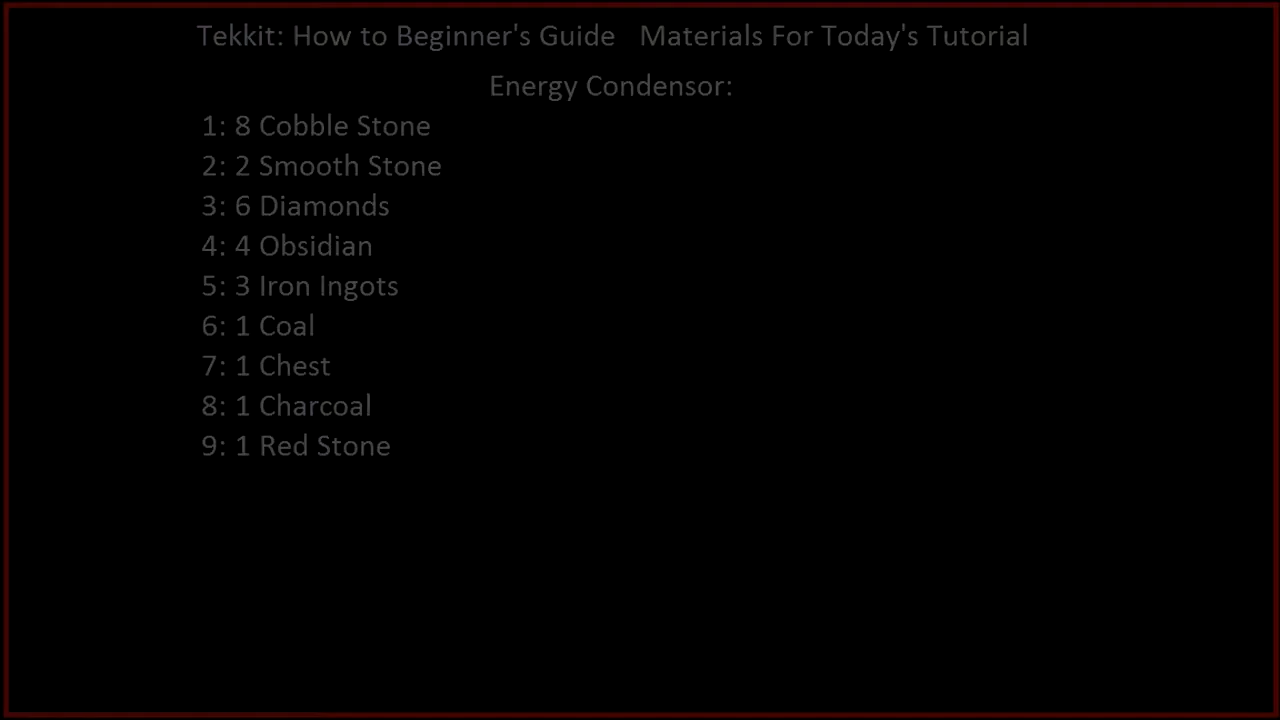 Tekkit: How to Beginner's Guide   Materials For Today's Tutorial
Energy Condensor:
1: 8 Cobble Stone
2: 2 Smooth Stone
3: 6 Diamonds
4: 4 Obsidian
5: 3 Iron Ingots
6: 1 Coal
7: 1 Chest
8: 1 Charcoal
9: 1 Red Stone